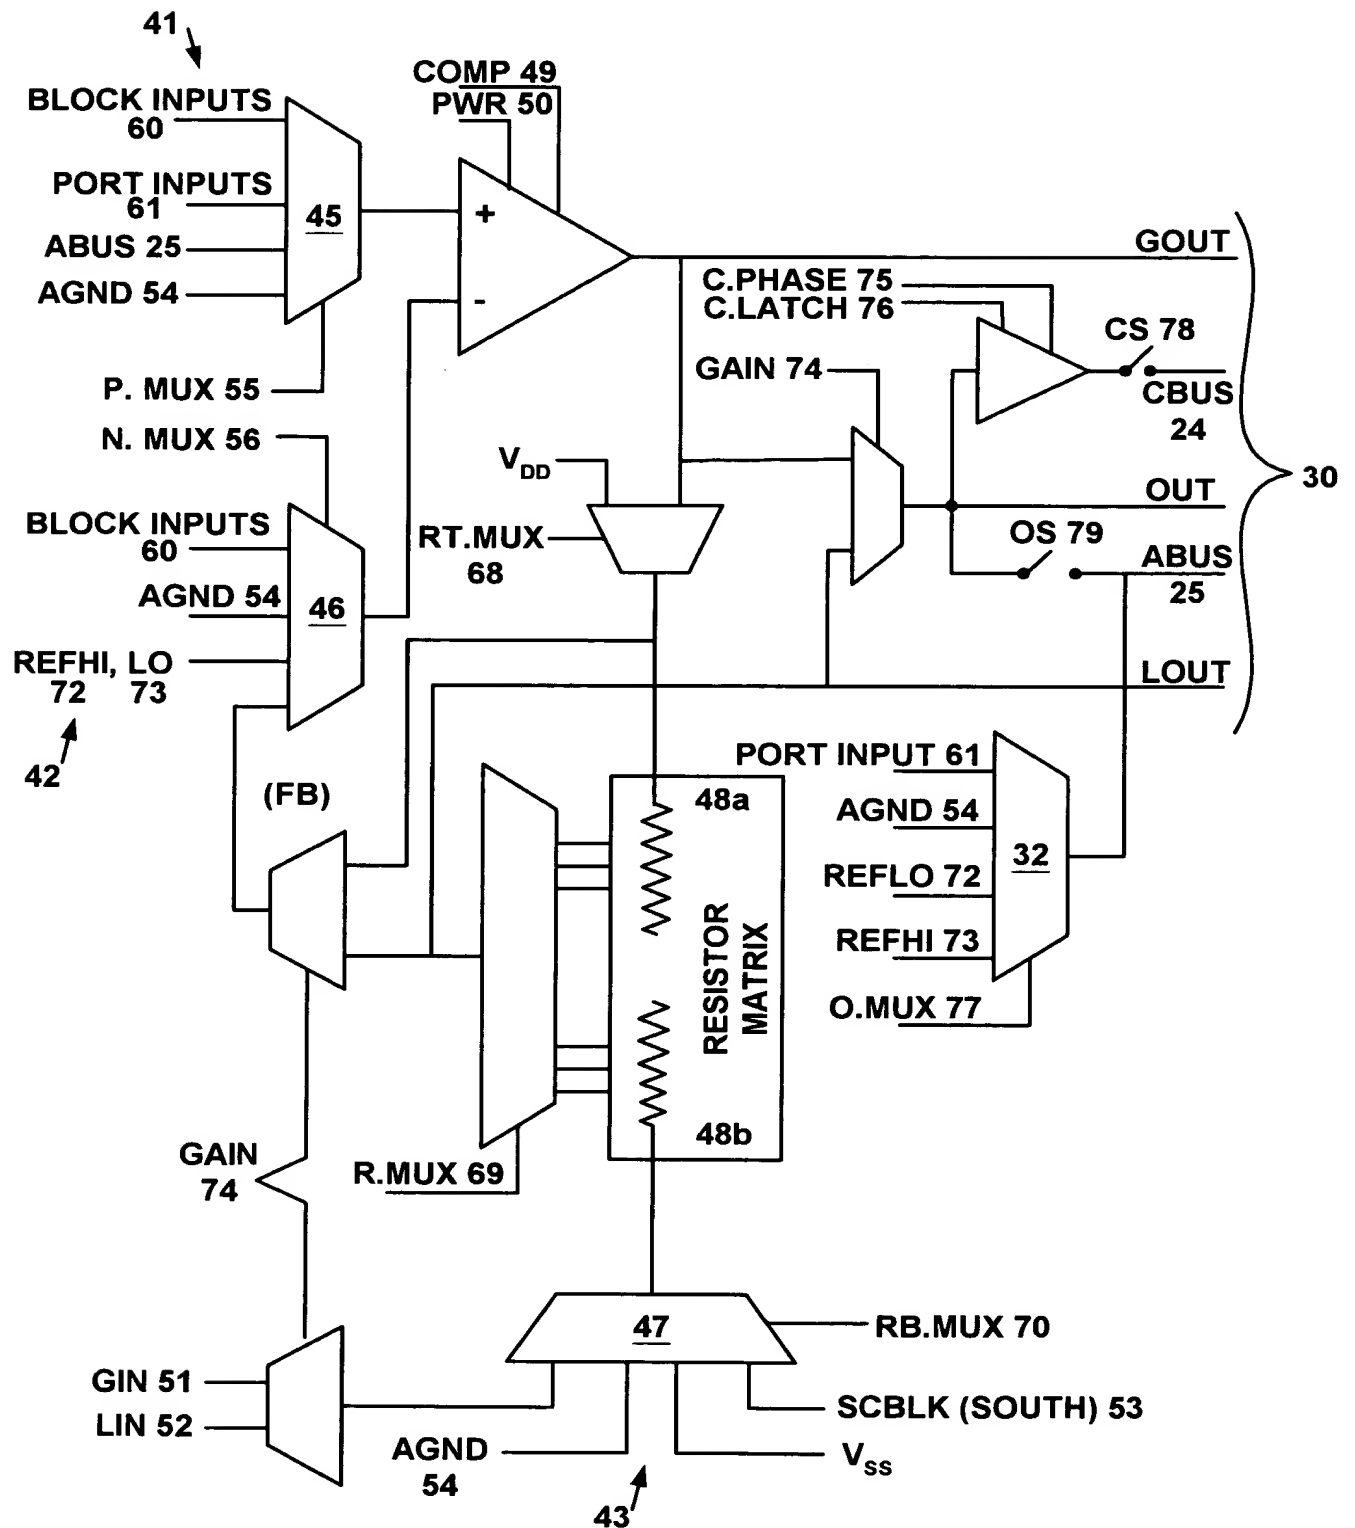 41
BLOCK INPUTS
60
PORT INPUTS
61
ABUS 25
AGND 54
45
P. MUX 55
COMP 49
PWR 50
+
-
GOUT
C.PHASE 75
C.LATCH 76
CS 78
CBUS
24
GAIN 74
OUT
30
OS 79
ABUS
25
LOUT
N. MUX 56
BLOCK INPUTS
60
AGND 54
46
REFHI, LO
72 73
42
VDD
RT.MUX
68
(FB)
48a
RESISTOR
MATRIX
48b
PORT INPUT 61
AGND 54
32
REFLO 72
REFHI 73
O.MUX 77
GAIN
74
R.MUX 69
47
RB.MUX 70
GIN 51
LIN 52
SCBLK (SOUTH) 53
AGND
54
VSS
43